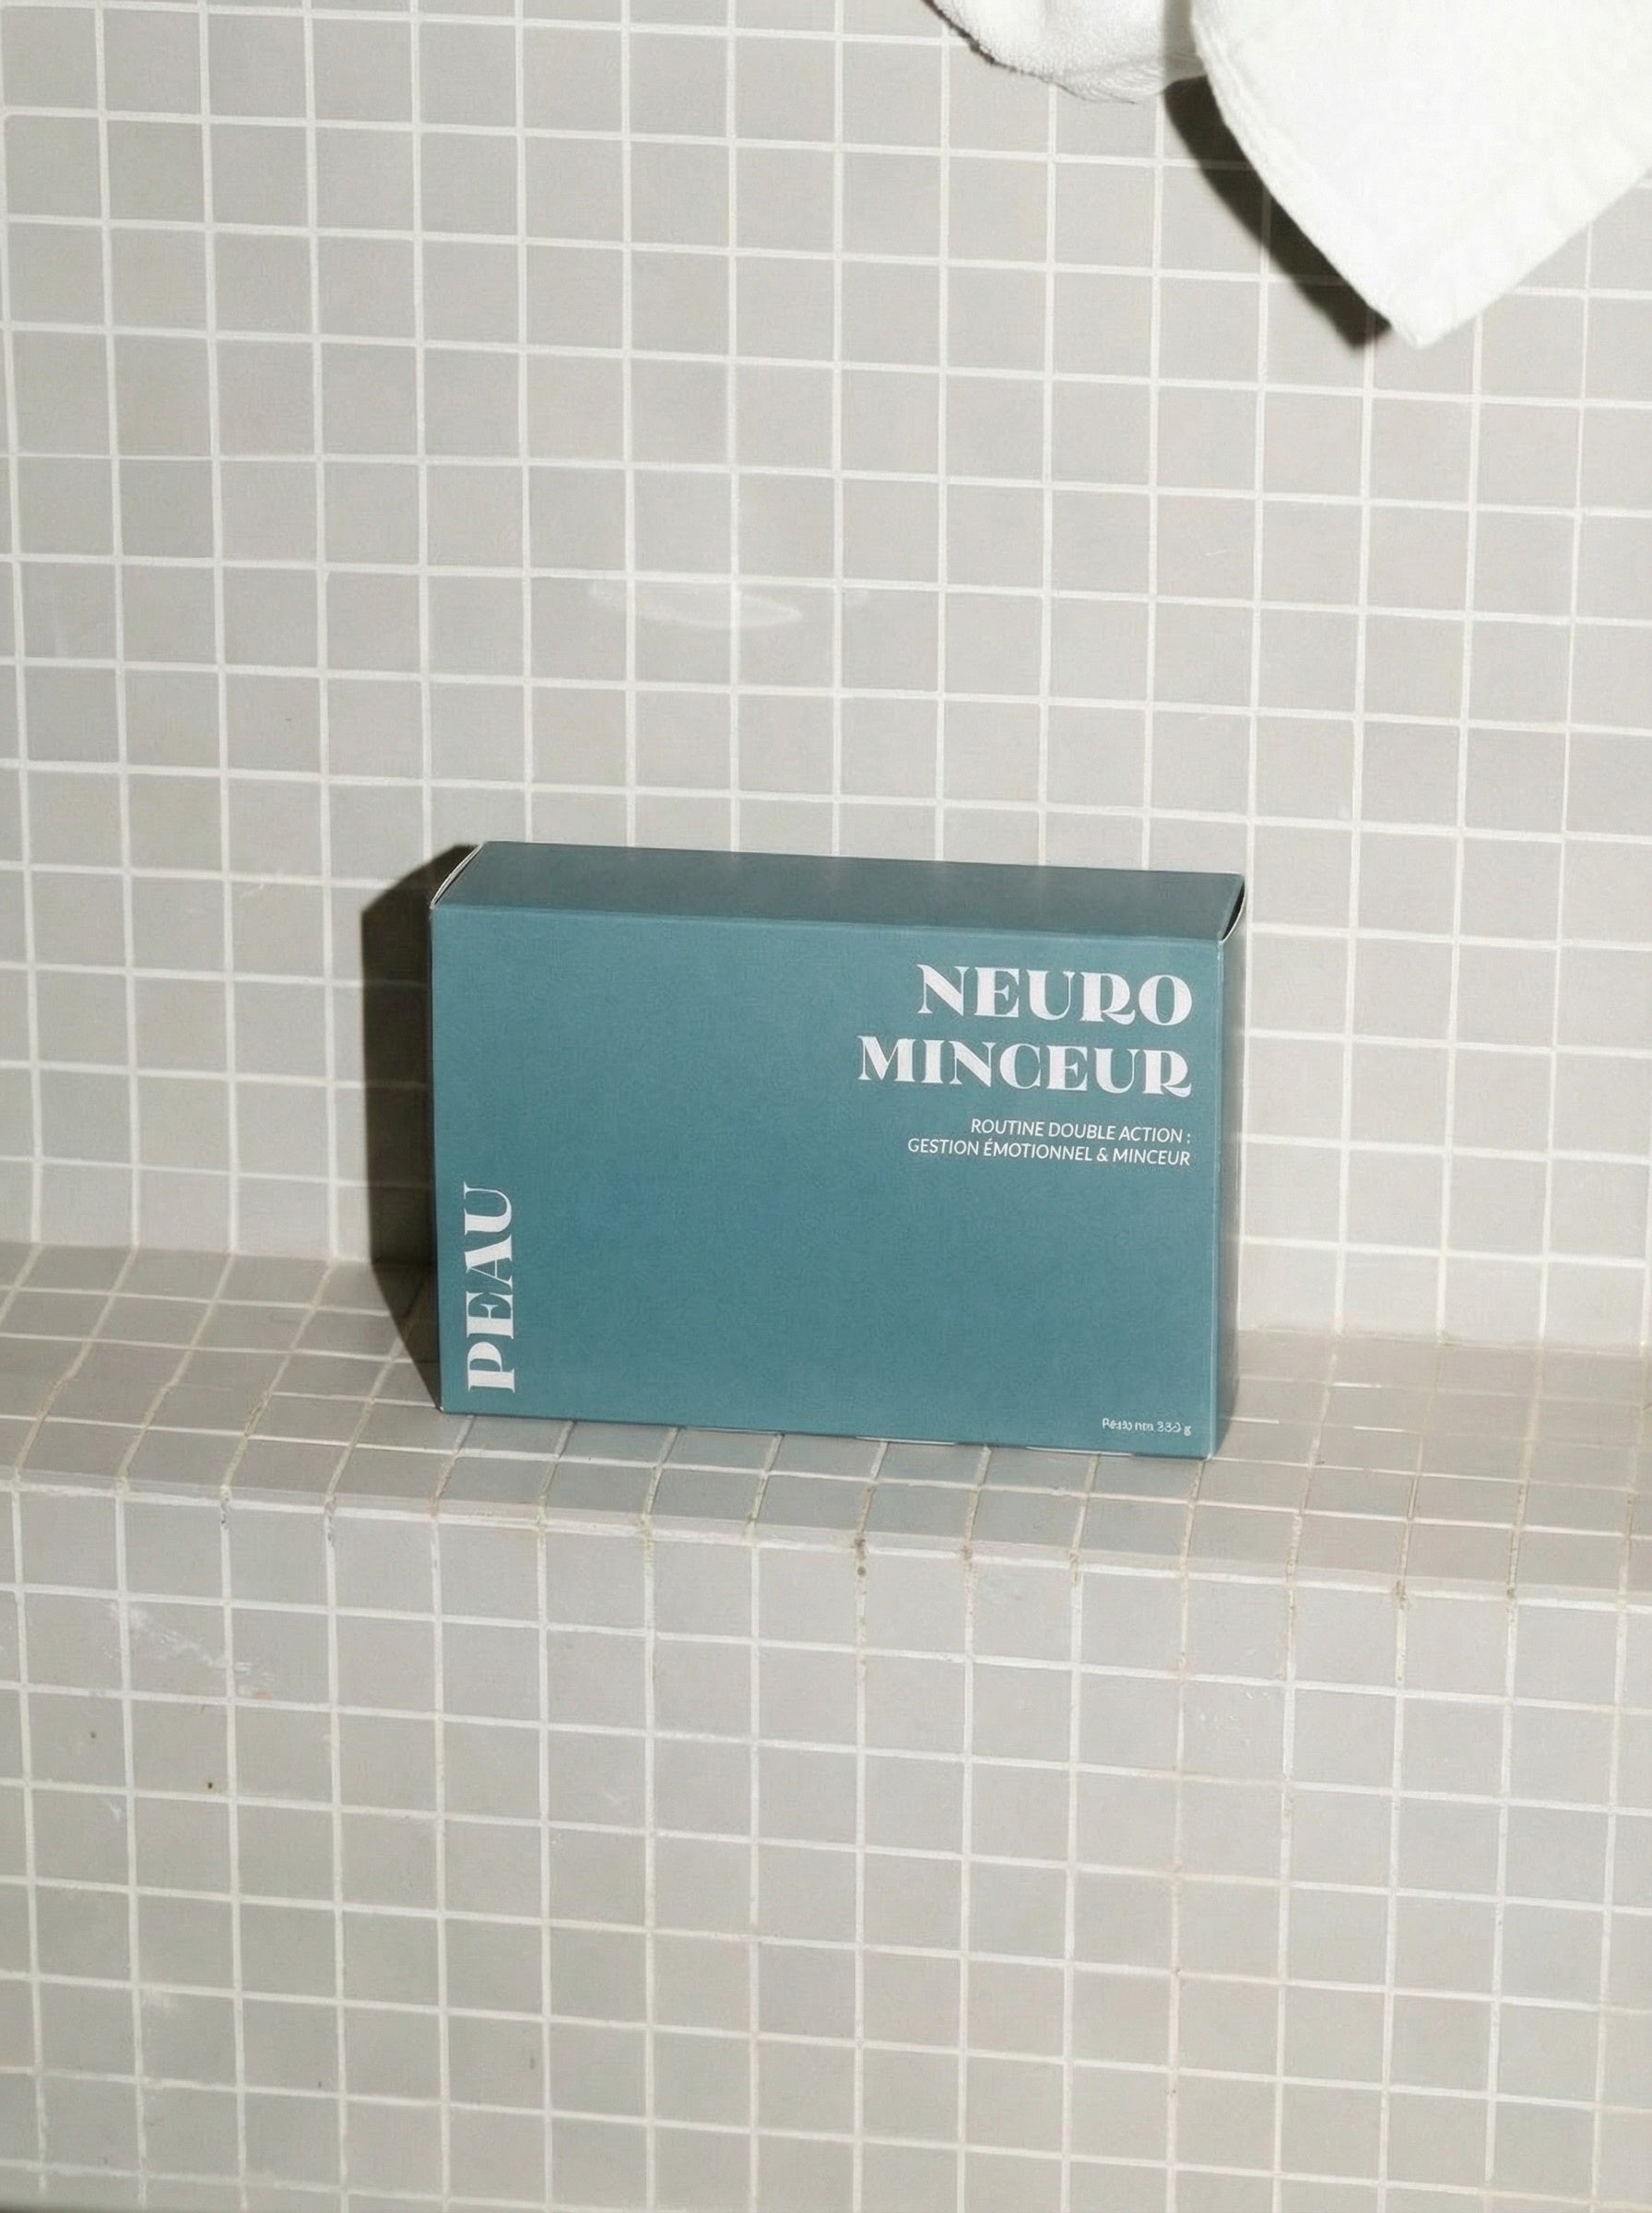 NEURO
MINCEUR
ROUTINE DOUBLE ACTION :
GESTION ÉMOTIONNEL & MINCEUR
PEAU
g